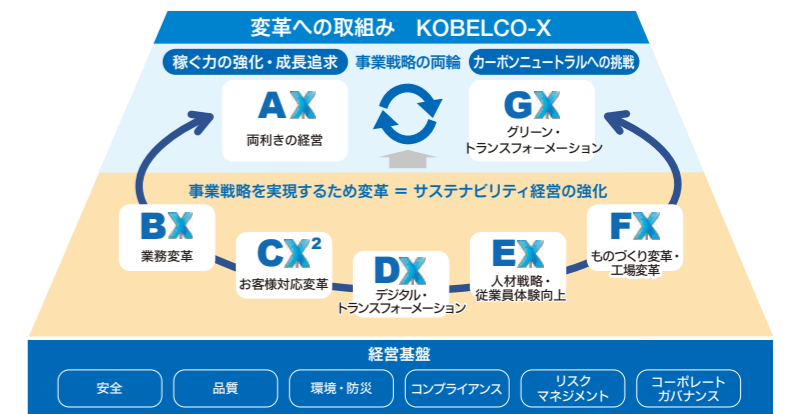 変革への取組み KOBELCO-X
稼ぐ力の強化・成長追求
事業戦略の両輪
カーボンニュートラルへの挑戦
AX
両利きの経営
GX
グリーン・
トランスフォーメーション
事業戦略を実現するため変革 = サステナビリティ経営の強化
BX
業務変革
CX²
お客様対応変革
DX
デジタル・
トランスフォーメーション
EX
人材戦略・
従業員体験向上
FX
ものづくり変革・
工場変革
経営基盤
安全
品質
環境・防災
コンプライアンス
リスク
マネジメント
コーポレート
ガバナンス